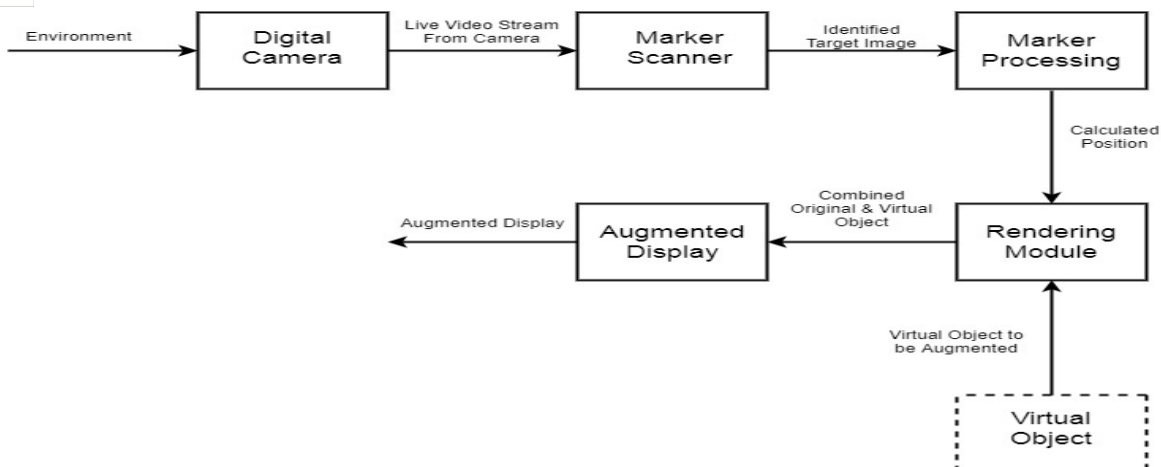 Environment
Digital
Camera
Live Video Stream
From Camera
Marker
Scanner
Identified
Target Image
Marker
Processing
Calculated
Position
Rendering
Module
Combined
Original & Virtual
Object
Augmented
Display
Augmented Display
Virtual Object to
be Augmented
Virtual
Object